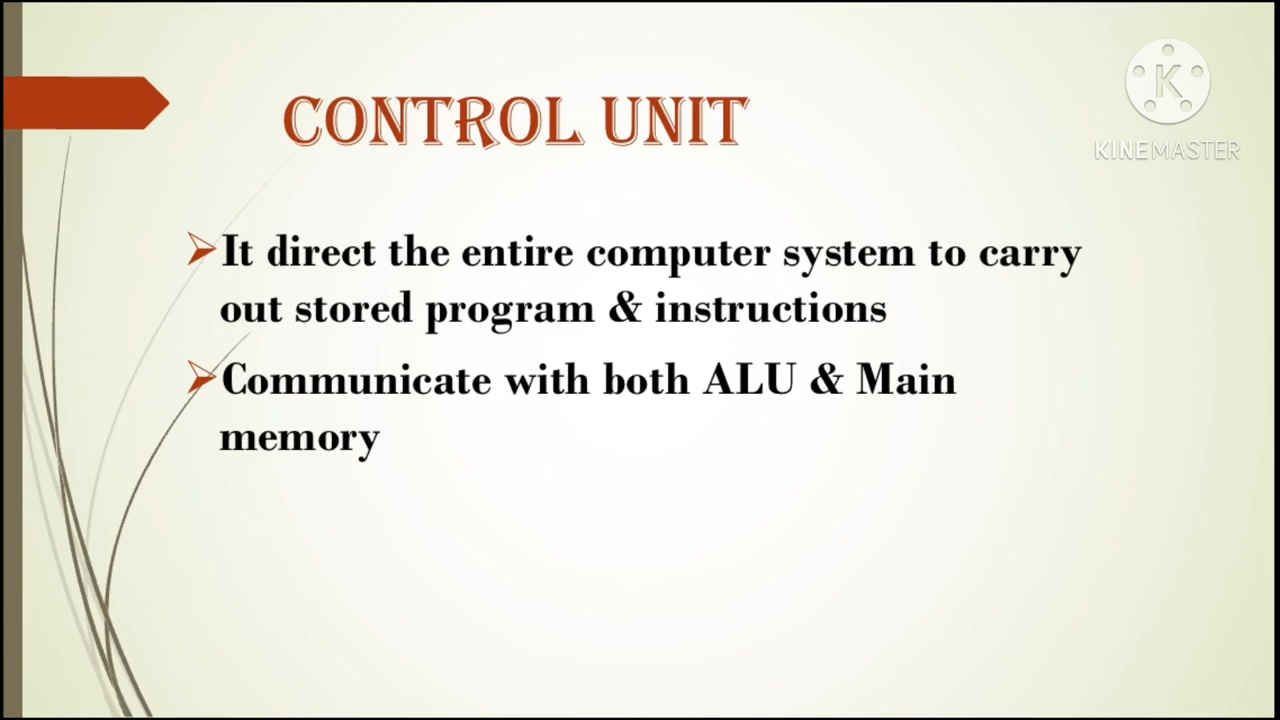 CONTROL UNIT
K
KINEMASTER
It direct the entire computer system to carry
out stored program & instructions
Communicate with both ALU & Main
memory